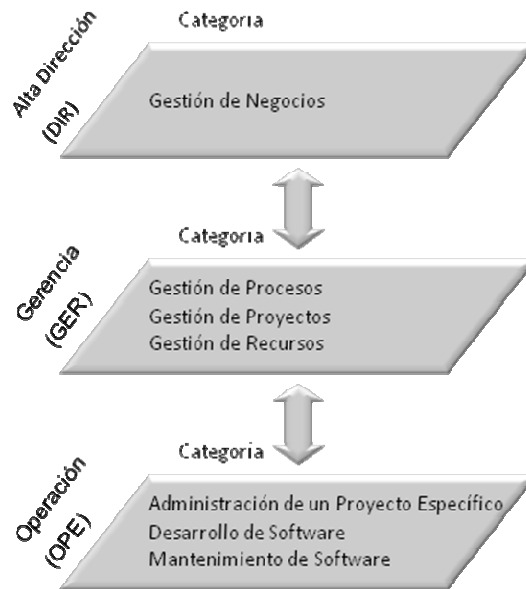 Categoria
Alta Dirección
(DIR)
Gestión de Negocios
Categoria
Gerencia
(GER)
Gestión de Procesos
Gestión de Proyectos
Gestión de Recursos
Categoria
Operación
(OPE)
Administración de un Proyecto Específico
Desarrollo de Software
Mantenimiento de Software